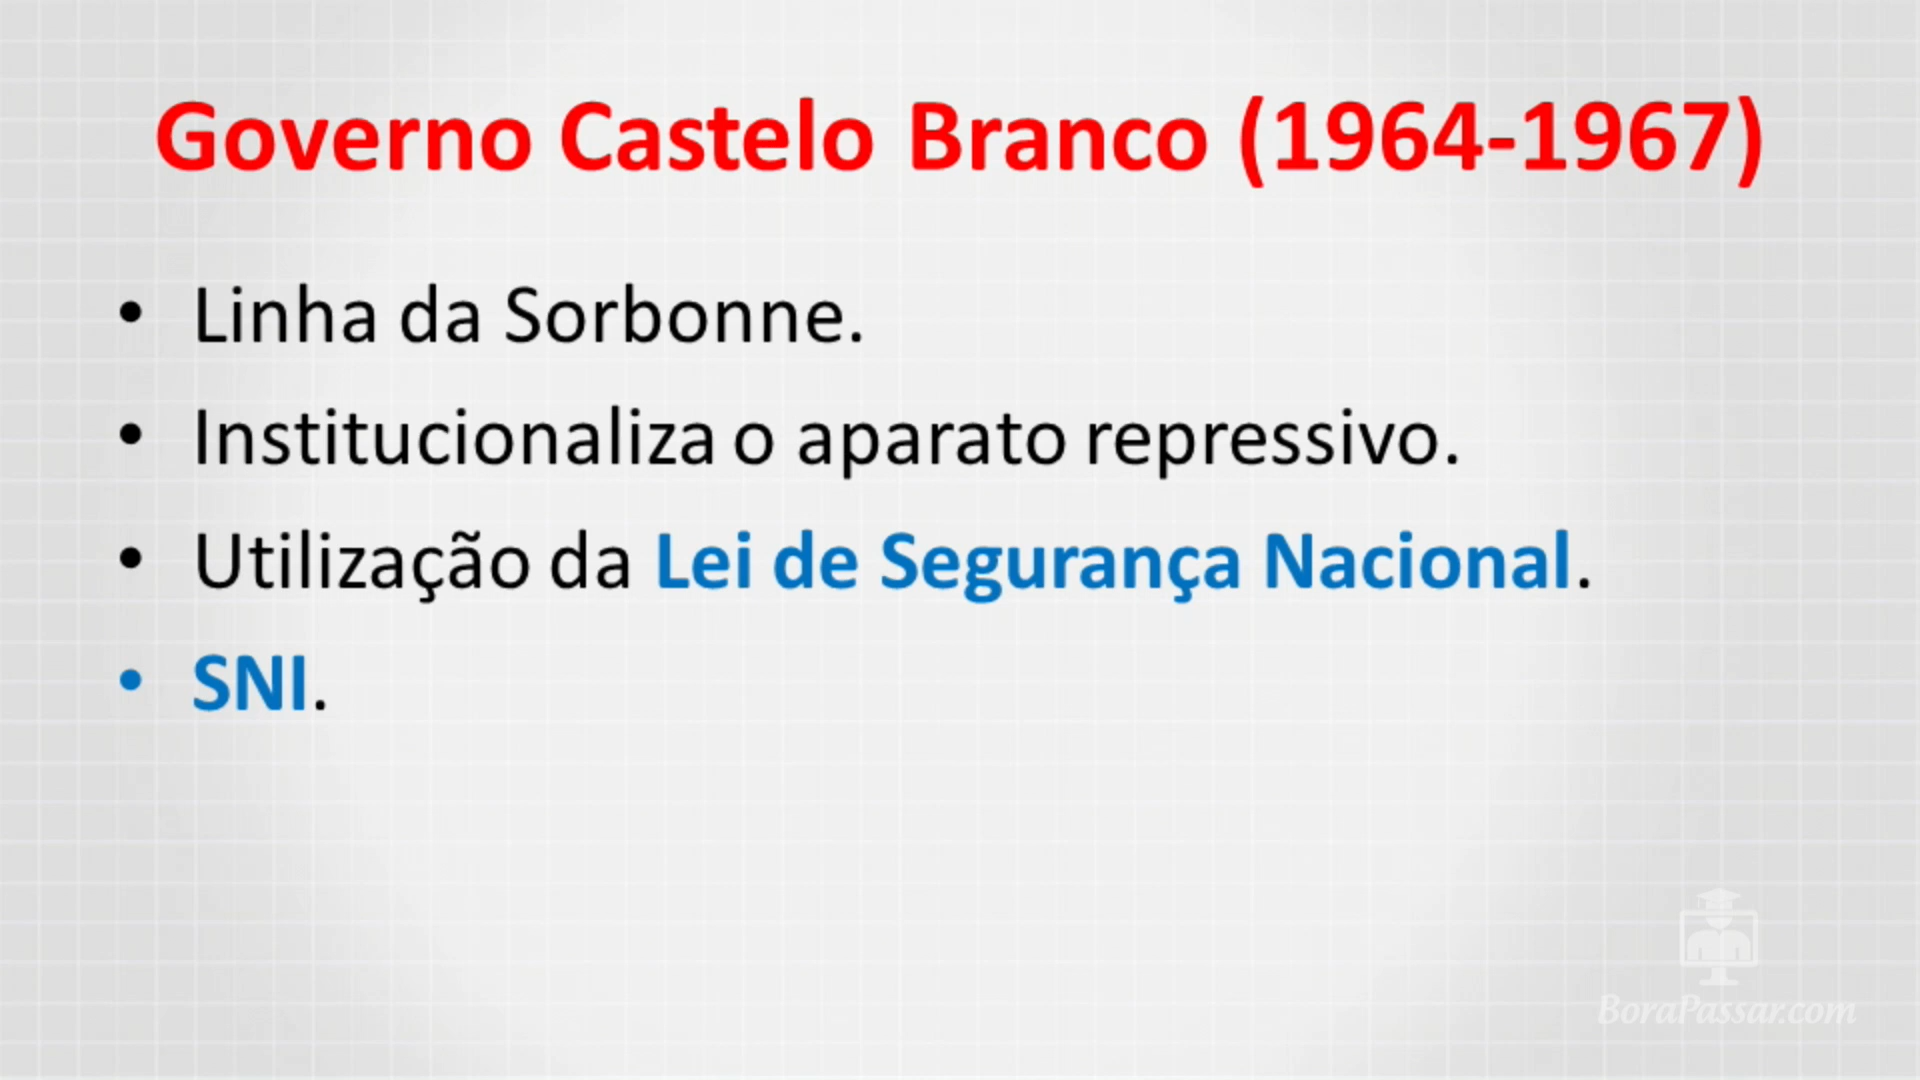 Governo Castelo Branco (1964-1967)
• Linha da Sorbonne.
• Institucionaliza o aparato repressivo.
• Utilização da Lei de Segurança Nacional.
• SNI.
BoraPassar.com